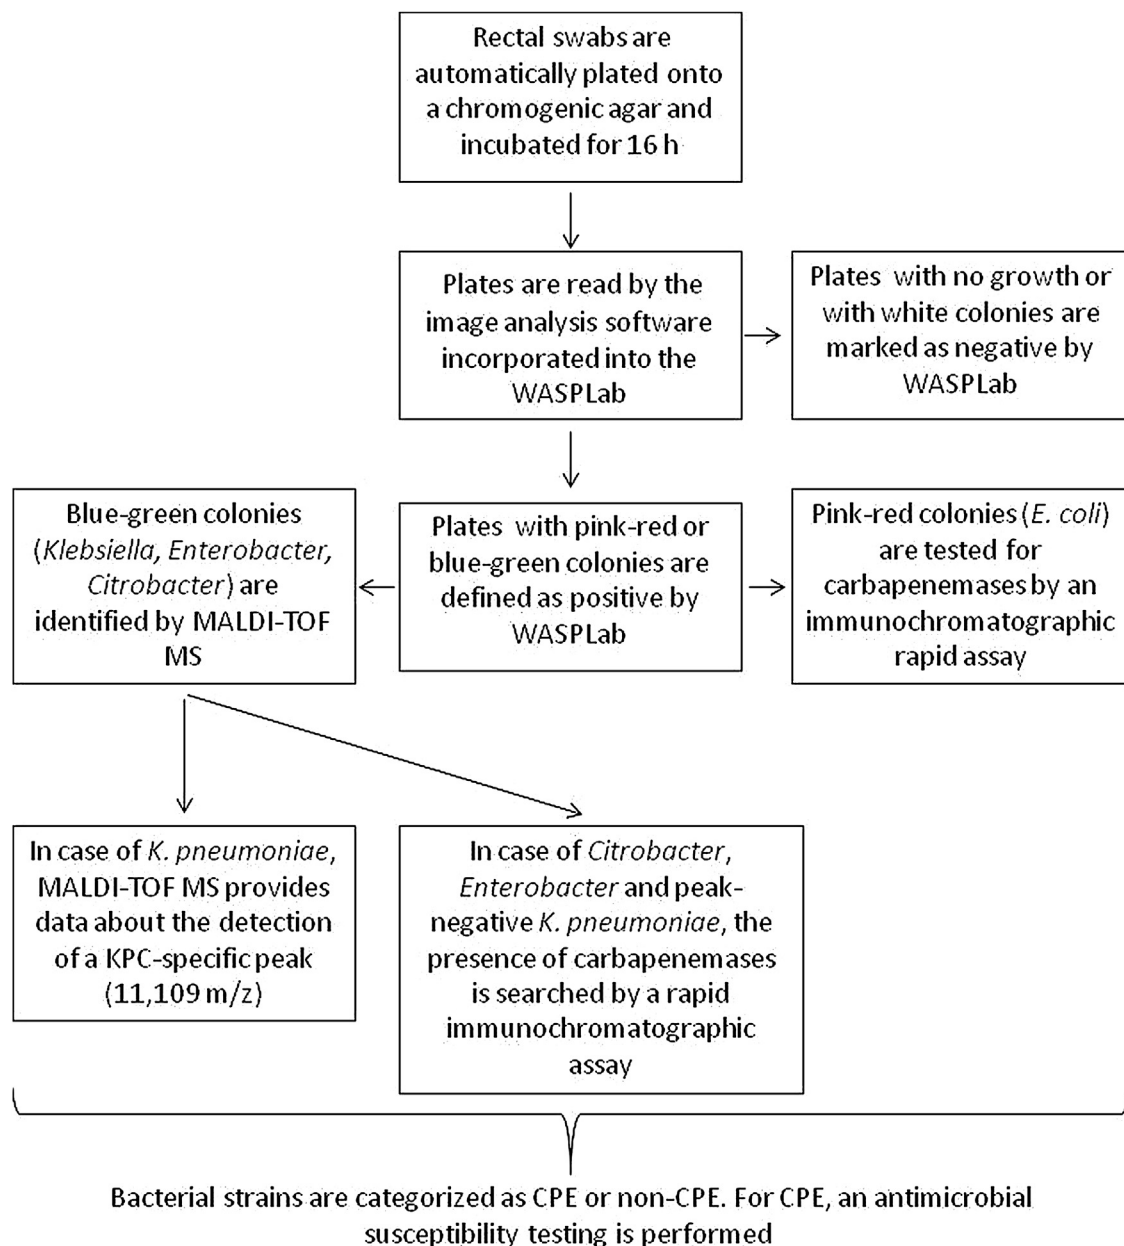 Rectal swabs are
automatically plated onto
a chromogenic agar and
incubated for 16 h
Plates are read by the
image analysis software
incorporated into the
WASPLab
Plates with no growth or
with white colonies are
marked as negative by
WASPLab
Blue-green colonies
(Klebsiella, Enterobacter,
Citrobacter) are
identified by MALDI-TOF
MS
Plates with pink-red or
blue-green colonies are
defined as positive by
WASPLab
Pink-red colonies (E. coli)
are tested for
carbapenemases by an
immunochromatographic
rapid assay
In case of K. pneumoniae,
MALDI-TOF MS provides
data about the detection
of a KPC-specific peak
(11,109 m/z)
In case of Citrobacter,
Enterobacter and peak-
negative K. pneumoniae, the
presence of carbapenemases
is searched by a rapid
immunochromatographic
assay
Bacterial strains are categorized as CPE or non-CPE. For CPE, an antimicrobial
susceptibility testing is performed